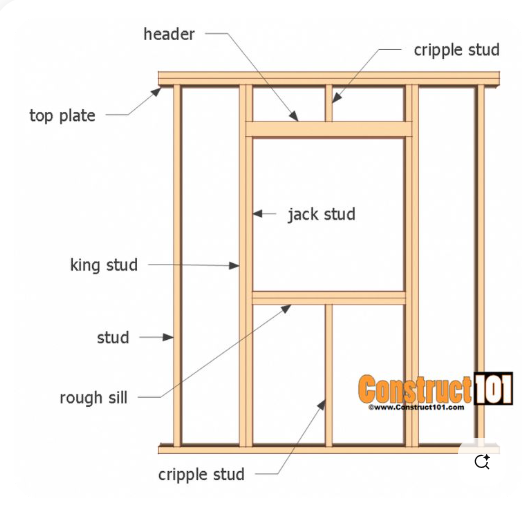 header
cripple stud
top plate
jack stud
king stud
stud
rough sill
Construct101
©www.Construct101.com
cripple stud